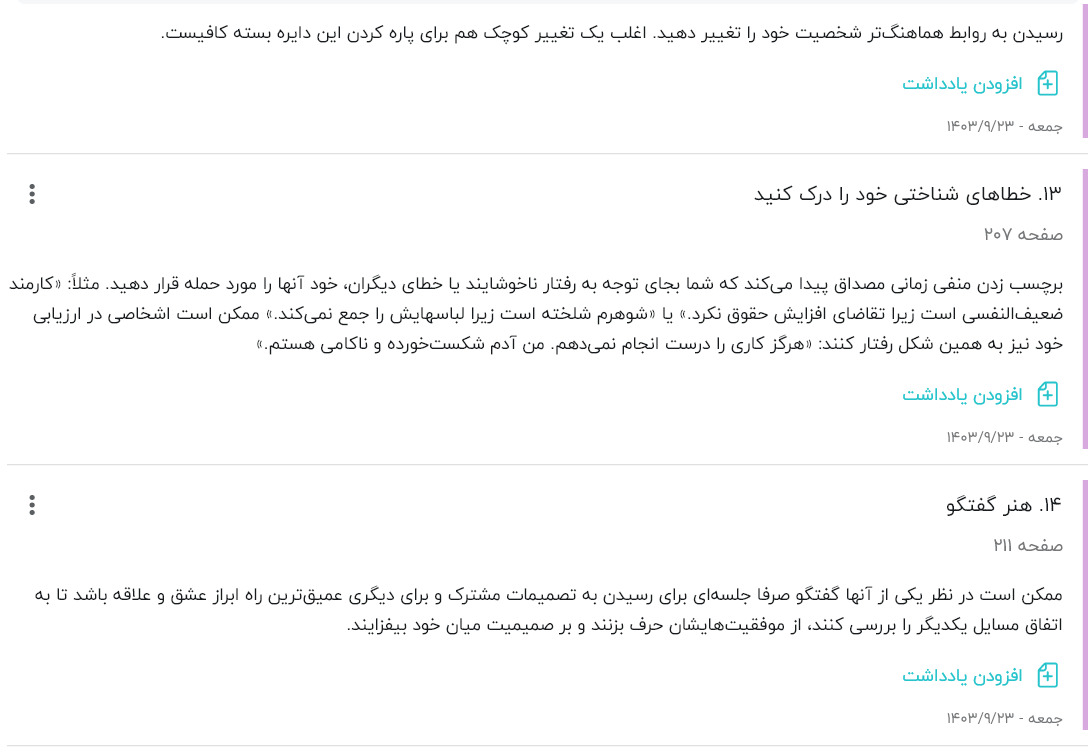 رسیدن به روابط هماهنگ‌تر شخصیت خود را تغییر دهید. اغلب یک تغییر کوچک هم برای پاره کردن این دایره بسته کافیست.
افزودن یادداشت
جمعه - ۱۴۰۳/۹/۲۳
۱۳. خطاهای شناختی خود را درک کنید
صفحه ۲۰۷
برچسب زدن منفی زمانی مصداق پیدا می‌کند که شما بجای توجه به رفتار ناخوشایند یا خطای دیگران، خود آنها را مورد حمله قرار دهید. مثلاً: «کارمند
ضعیف‌النفسی است زیرا تقاضای افزایش حقوق نکرد.» یا «شوهرم شلخته است زیرا لباسهایش را جمع نمی‌کند.» ممکن است اشخاصی در ارزیابی
خود نیز به همین شکل رفتار کنند: «هرگز کاری را درست انجام نمی‌دهم. من آدم شکست‌خورده و ناکامی هستم.»
افزودن یادداشت
جمعه - ۱۴۰۳/۹/۲۳
۱۴. هنر گفتگو
صفحه ۲۱۱
ممکن است در نظر یکی از آنها گفتگو صرفا جلسه‌ای برای رسیدن به تصمیمات مشترک و برای دیگری عمیق‌ترین راه ابراز عشق و علاقه باشد تا به
اتفاق مسایل یکدیگر را بررسی کنند، از موفقیت‌هایشان حرف بزنند و بر صمیمیت میان خود بیفزایند.
افزودن یادداشت
جمعه - ۱۴۰۳/۹/۲۳